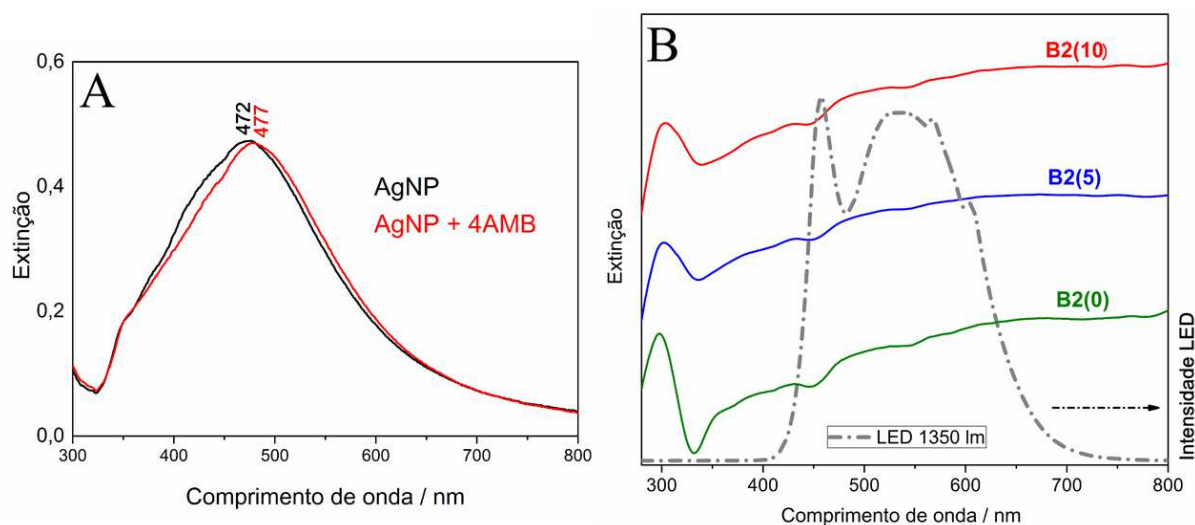 A
0,6
0,4
0,2
0,0
Extinção
472
477
AgNP
AgNP + 4AMB
300
400
500
600
700
800
Comprimento de onda / nm
B
B2(10)
B2(5)
B2(0)
Extinção
Intensidade LED
LED 1350 lm
300
400
500
600
700
800
Comprimento de onda / nm